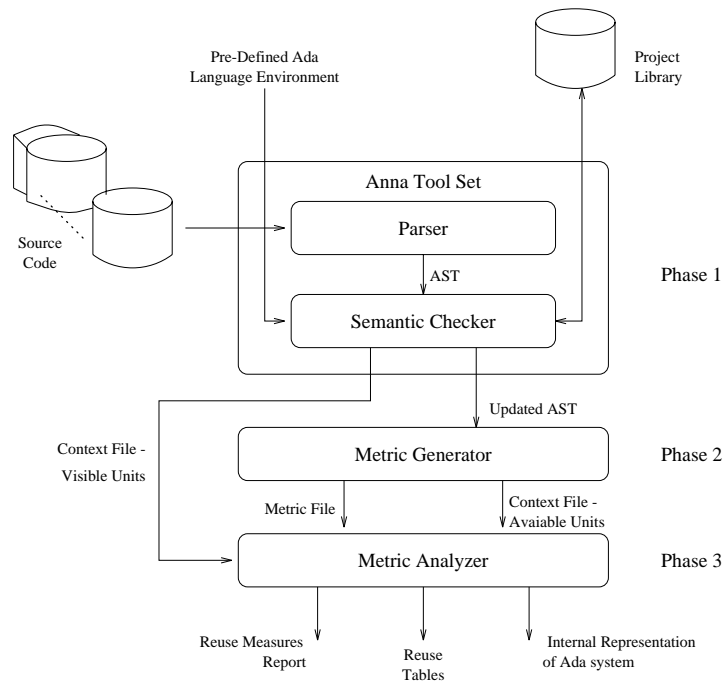 Pre-Defined Ada
Language Environment
Project
Library
Anna Tool Set
Source
Code
Parser
AST
Phase 1
Semantic Checker
Updated AST
Context File -
Visible Units
Metric Generator
Phase 2
Metric File
Context File -
Avaiable Units
Metric Analyzer
Phase 3
Reuse Measures
Report
Reuse
Tables
Internal Representation
of Ada system